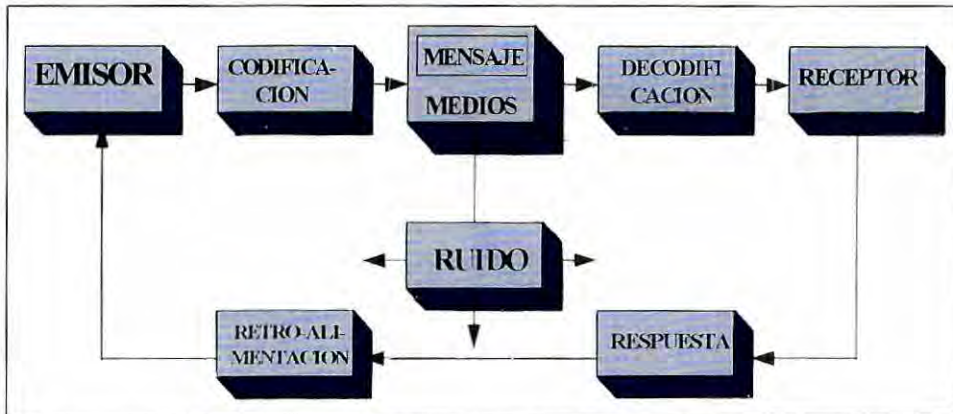 EMISOR
CODIFICA-
CION
MENSAJE
MEDIOS
DECODIFI
CACION
RECEPTOR
RUIDO
RETRO-ALI-
MENTACION
RESPUESTA